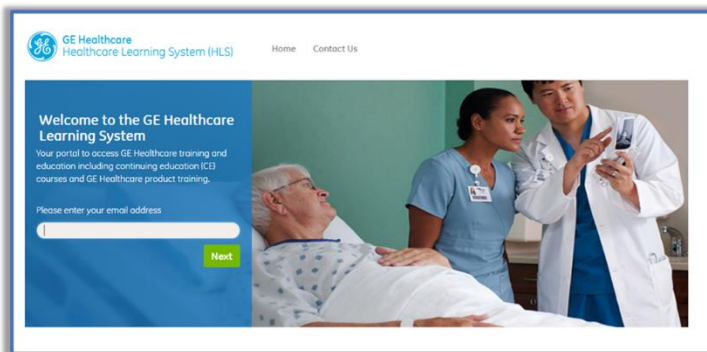 GE Healthcare
Healthcare Learning System (HLS)
Home Contact Us
Welcome to the GE Healthcare
Learning System
Your portal to access GE Healthcare training and
education including continuing education (CE)
courses and GE Healthcare product training.
Please enter your email address
Next